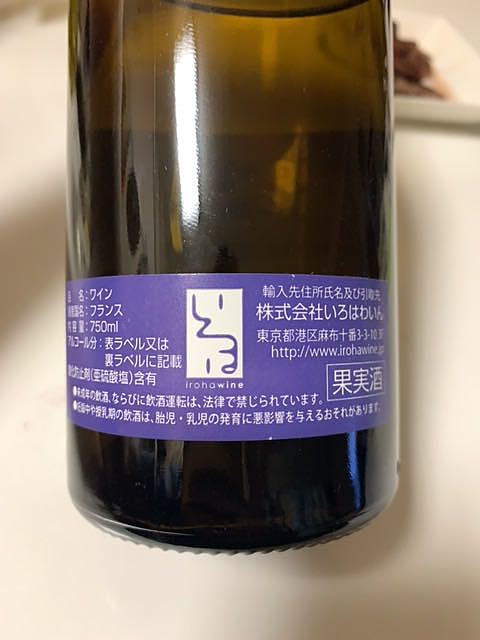 品 名：ワイン
原産国名：フランス
内 容 量：750ml
アルコール分：表ラベル又は
裏ラベルに記載
酸化防止剤(亜硫酸塩)含有
いろは
irohawine
輸入先住所氏名及び引取先
株式会社いろはわいん
東京都港区麻布十番3-3-10,3F
http://www.irohawine.jp
果実酒
●未成年の飲酒、ならびに飲酒運転は、法律で禁じられています。
●妊娠中や授乳期の飲酒は、胎児・乳児の発育に悪影響を与えるおそれがあります。